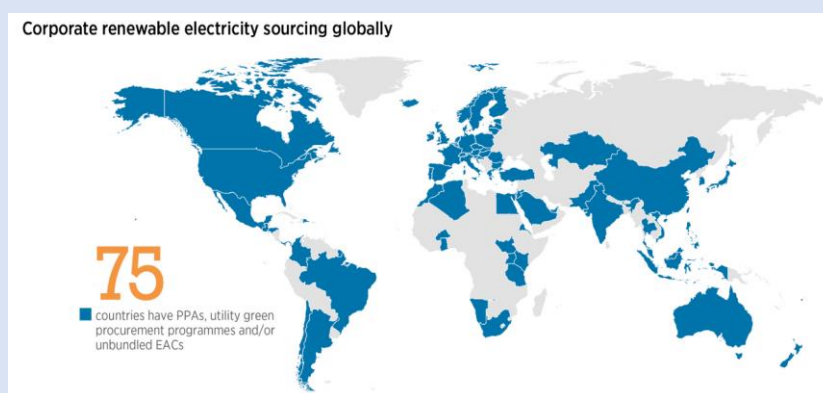 Corporate renewable electricity sourcing globally
75
countries have PPAs, utility green
procurement programmes and/or
unbundled EACs